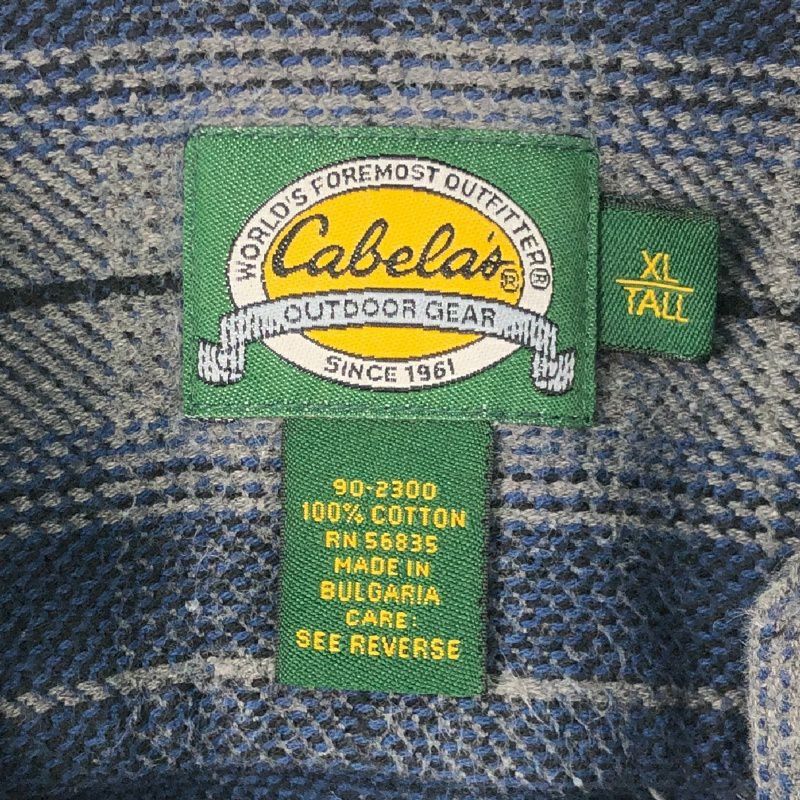 WORLD'S FOREMOST OUTFITTER®
Cabela's®
OUTDOOR GEAR
SINCE 1961
XL
TALL
90-2300
100% COTTON
RN 56835
MADE IN
BULGARIA
CARE:
SEE REVERSE